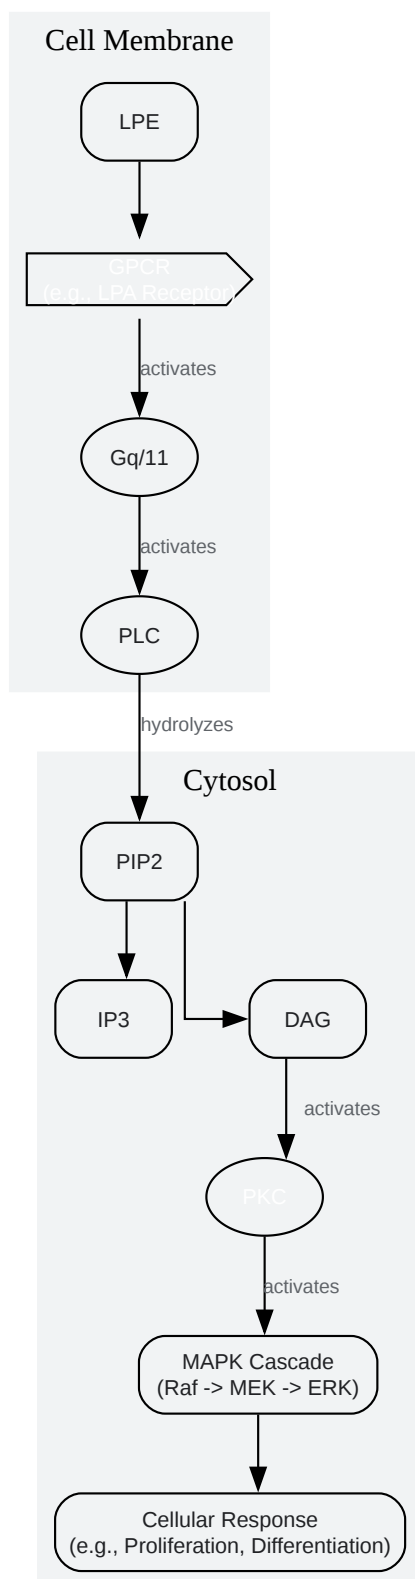 Cell Membrane
LPE
GPCR
(e.g., LPA Receptor)
activates
Gq/11
activates
PLC
hydrolyzes
Cytosol
PIP2
IP3
DAG
activates
PKC
activates
MAPK Cascade
(Raf -> MEK -> ERK)
Cellular Response
(e.g., Proliferation, Differentiation)